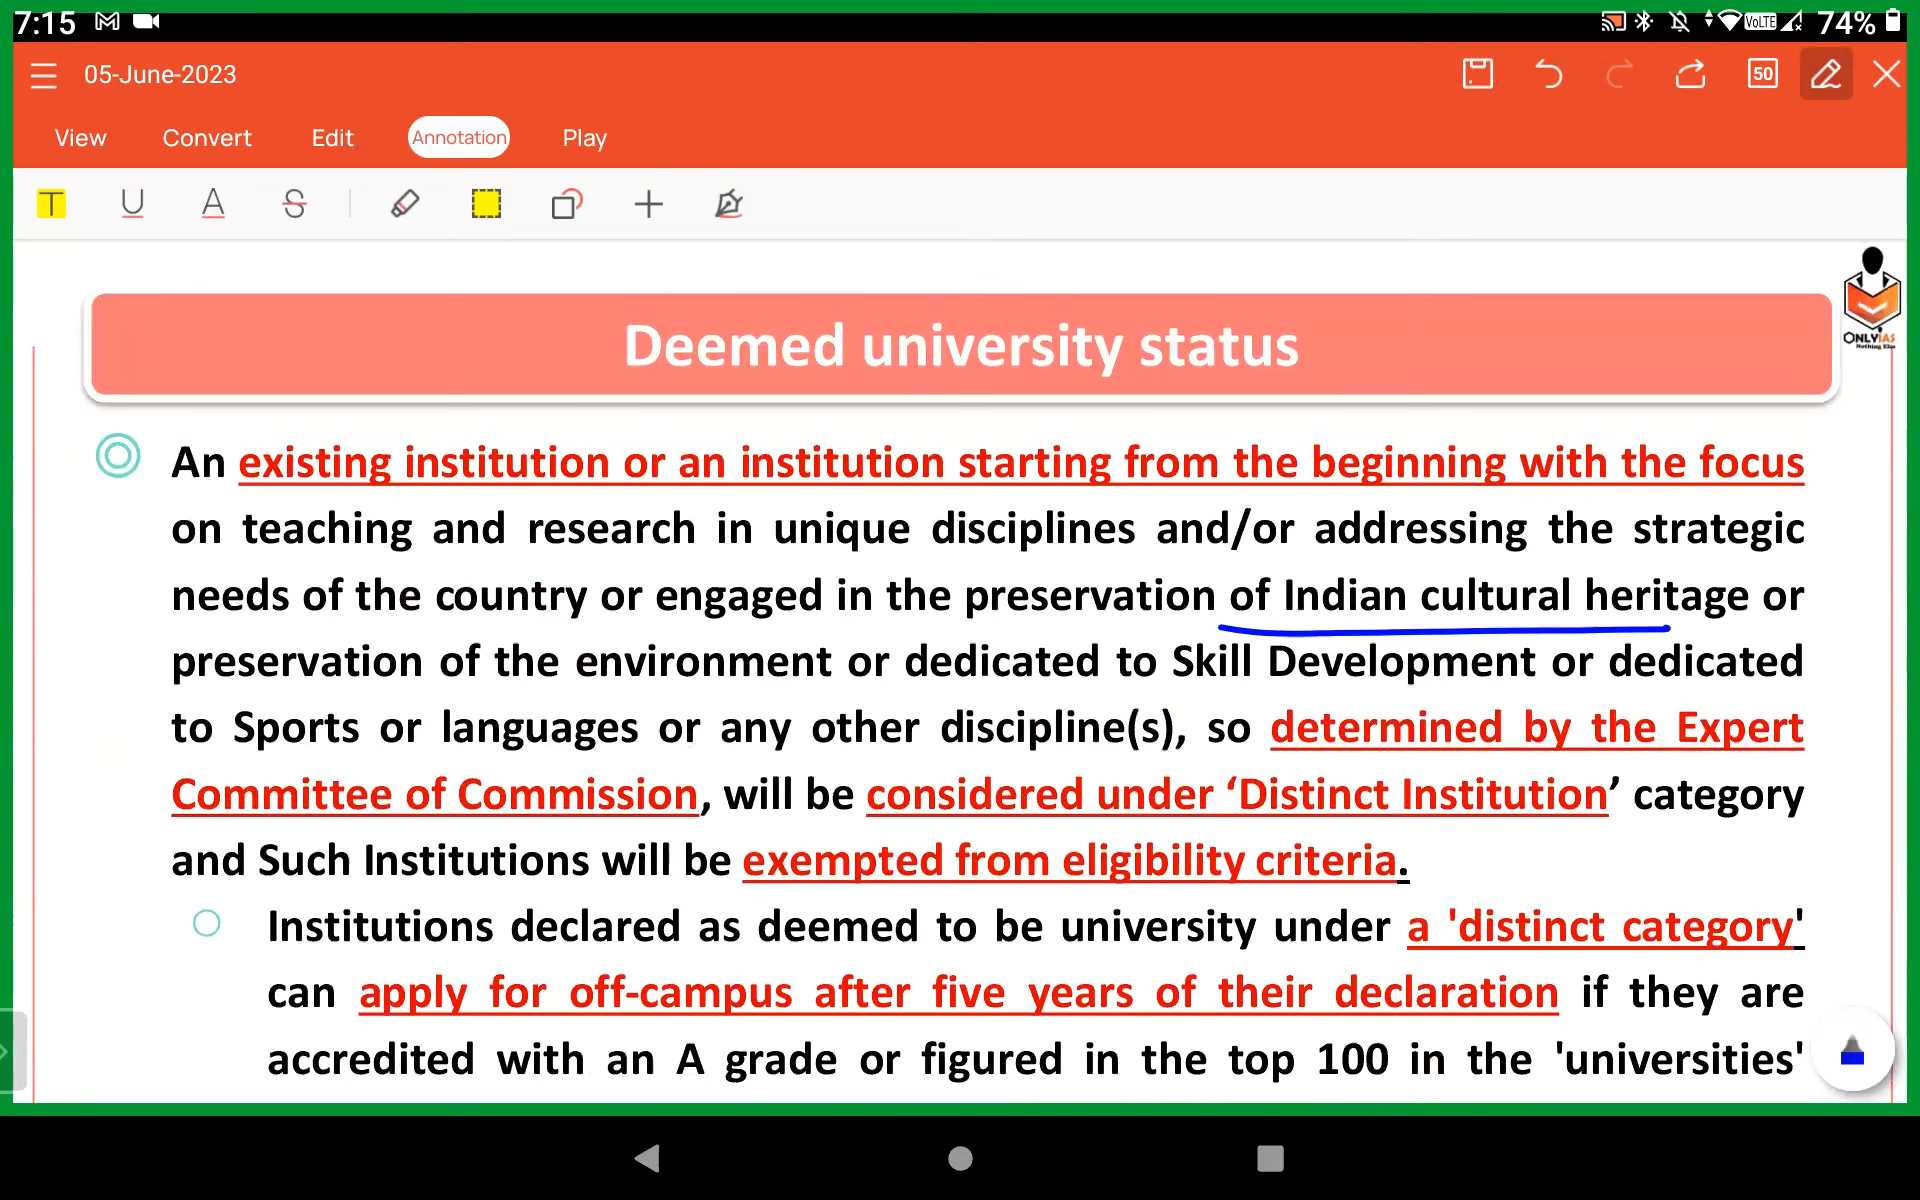 7:15
VoLTE
74%
05-June-2023
50
View Convert Edit Annotation Play
T U A S
Deemed university status
ONLYIAS
Nothing Else
An existing institution or an institution starting from the beginning with the focus
on teaching and research in unique disciplines and/or addressing the strategic
needs of the country or engaged in the preservation of Indian cultural heritage or
preservation of the environment or dedicated to Skill Development or dedicated
to Sports or languages or any other discipline(s), so determined by the Expert
Committee of Commission, will be considered under ‘Distinct Institution’ category
and Such Institutions will be exempted from eligibility criteria.
Institutions declared as deemed to be university under a 'distinct category'
can apply for off-campus after five years of their declaration if they are
accredited with an A grade or figured in the top 100 in the 'universities'